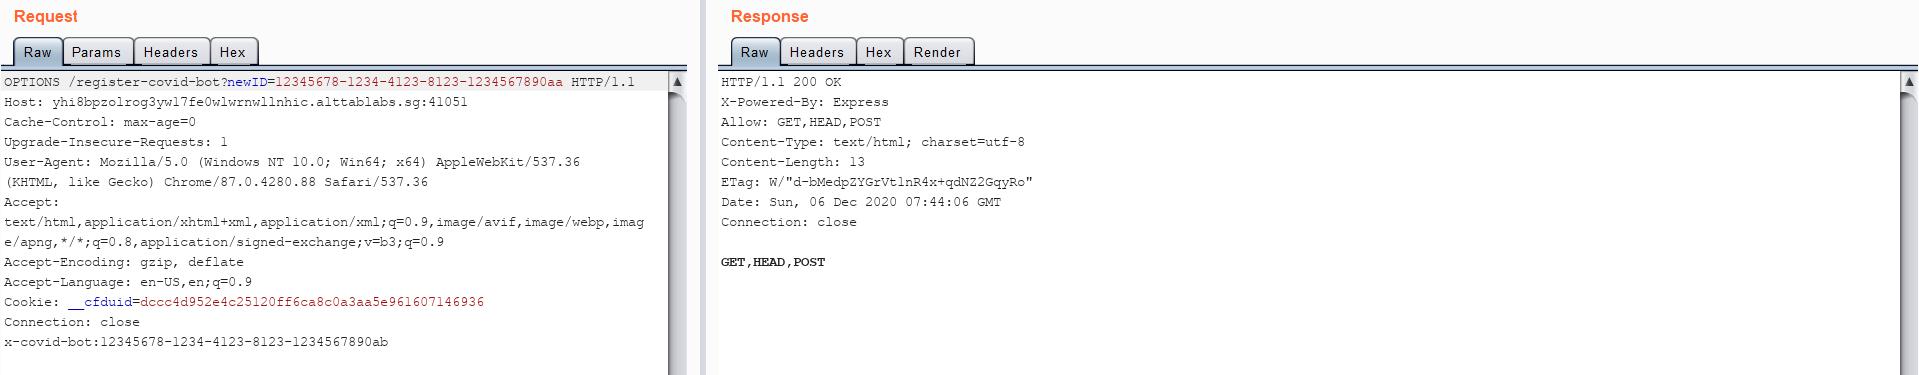 Request
Raw Params Headers Hex
OPTIONS /register-covid-bot?newID=12345678-1234-4123-8123-1234567890aa HTTP/1.1
Host: yhi8bpzolrog3yw17fe0wlwrnwllnhic.alttablabs.sg:41051
Cache-Control: max-age=0
Upgrade-Insecure-Requests: 1
User-Agent: Mozilla/5.0 (Windows NT 10.0; Win64; x64) AppleWebKit/537.36
(KHTML, like Gecko) Chrome/87.0.4280.88 Safari/537.36
Accept:
text/html,application/xhtml+xml,application/xml;q=0.9,image/avif,image/webp,imag
e/apng,*/*;q=0.8,application/signed-exchange;v=b3;q=0.9
Accept-Encoding: gzip, deflate
Accept-Language: en-US,en;q=0.9
Cookie: __cfduid=dccc4d952e4c25120ff6ca8c0a3aa5e961607146936
Connection: close
x-covid-bot:12345678-1234-4123-8123-1234567890ab
Response
Raw Headers Hex Render
HTTP/1.1 200 OK
X-Powered-By: Express
Allow: GET,HEAD,POST
Content-Type: text/html; charset=utf-8
Content-Length: 13
ETag: W/"d-bMedpZYGrVtlnR4x+qdNZ2GqyRo"
Date: Sun, 06 Dec 2020 07:44:06 GMT
Connection: close
GET,HEAD,POST